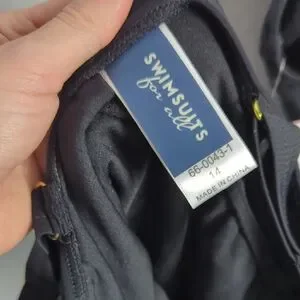 SWIMSUITS
for all
66-0043-1
14
MADE IN CHINA